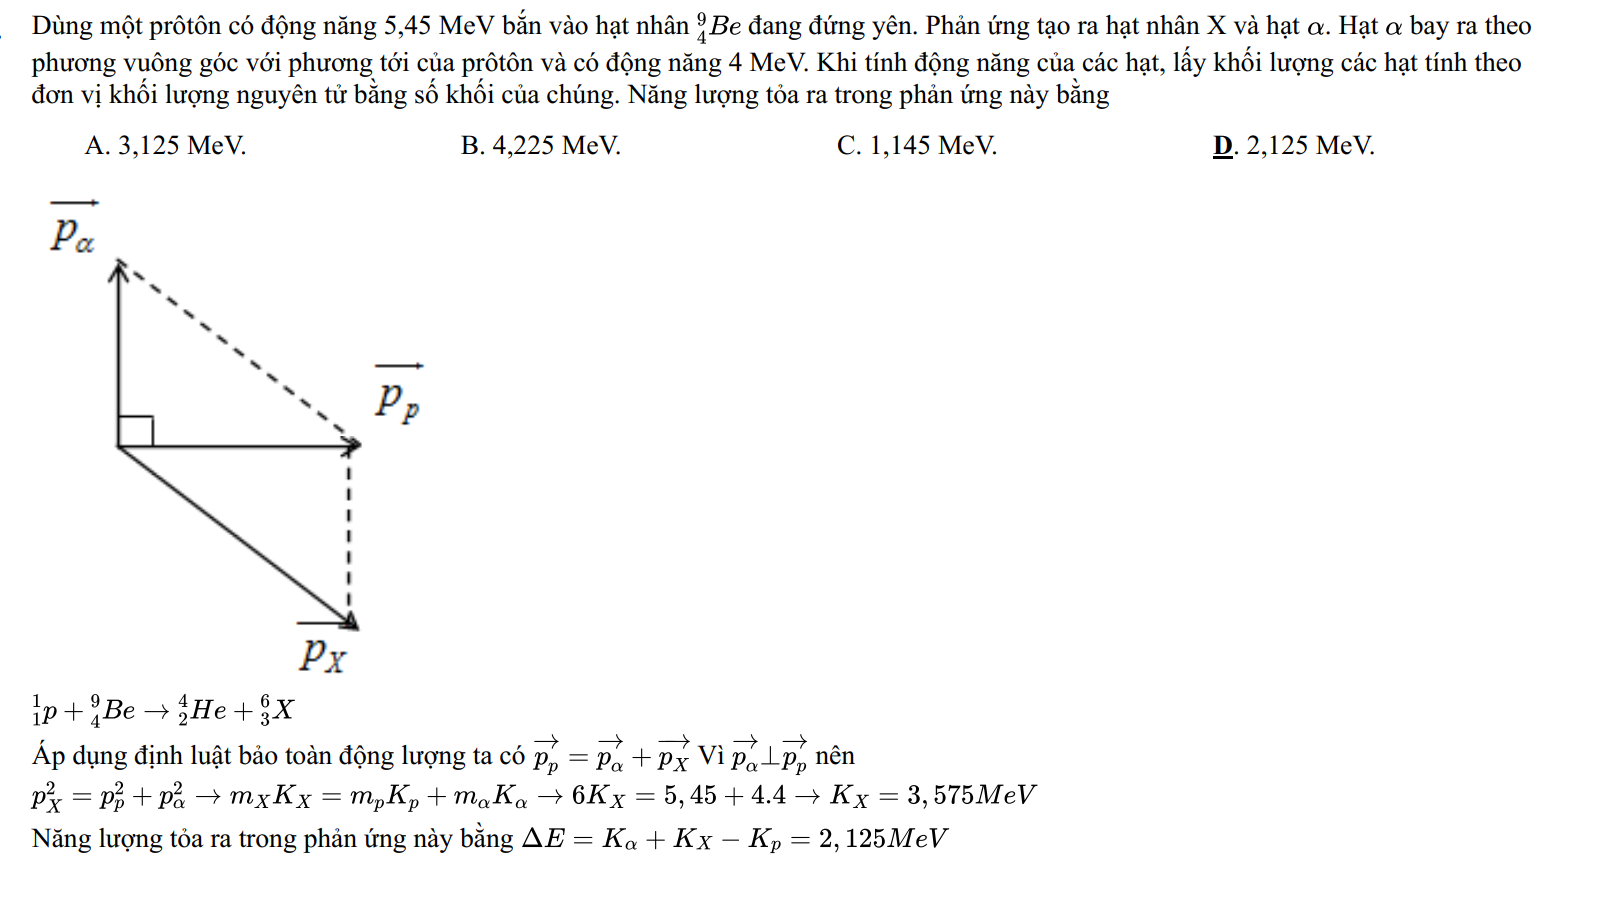 Dùng một prôtôn có động năng 5,45 MeV bắn vào hạt nhân $^{9}_{4}Be$ đang đứng yên. Phản ứng tạo ra hạt nhân X và hạt α. Hạt α bay ra theo
phương vuông góc với phương tới của prôtôn và có động năng 4 MeV. Khi tính động năng của các hạt, lấy khối lượng các hạt tính theo
đơn vị khối lượng nguyên tử bằng số khối của chúng. Năng lượng tỏa ra trong phản ứng này bằng
A. 3,125 MeV. B. 4,225 MeV. C. 1,145 MeV. D. 2,125 MeV.
$\overrightarrow{p_\alpha}$
$\overrightarrow{p_p}$
$\overrightarrow{p_X}$
$^{1}_{1}p + ^{9}_{4}Be \to ^{4}_{2}He + ^{6}_{3}X$
Áp dụng định luật bảo toàn động lượng ta có $\overrightarrow{p_p} = \overrightarrow{p_\alpha} + \overrightarrow{p_X}$ Vì $\overrightarrow{p_\alpha} \perp \overrightarrow{p_p}$ nên
$p_X^2 = p_p^2 + p_\alpha^2 \to m_X K_X = m_p K_p + m_\alpha K_\alpha \to 6K_X = 5,45 + 4.4 \to K_X = 3,575 MeV$
Năng lượng tỏa ra trong phản ứng này bằng $\Delta E = K_\alpha + K_X - K_p = 2,125 MeV$